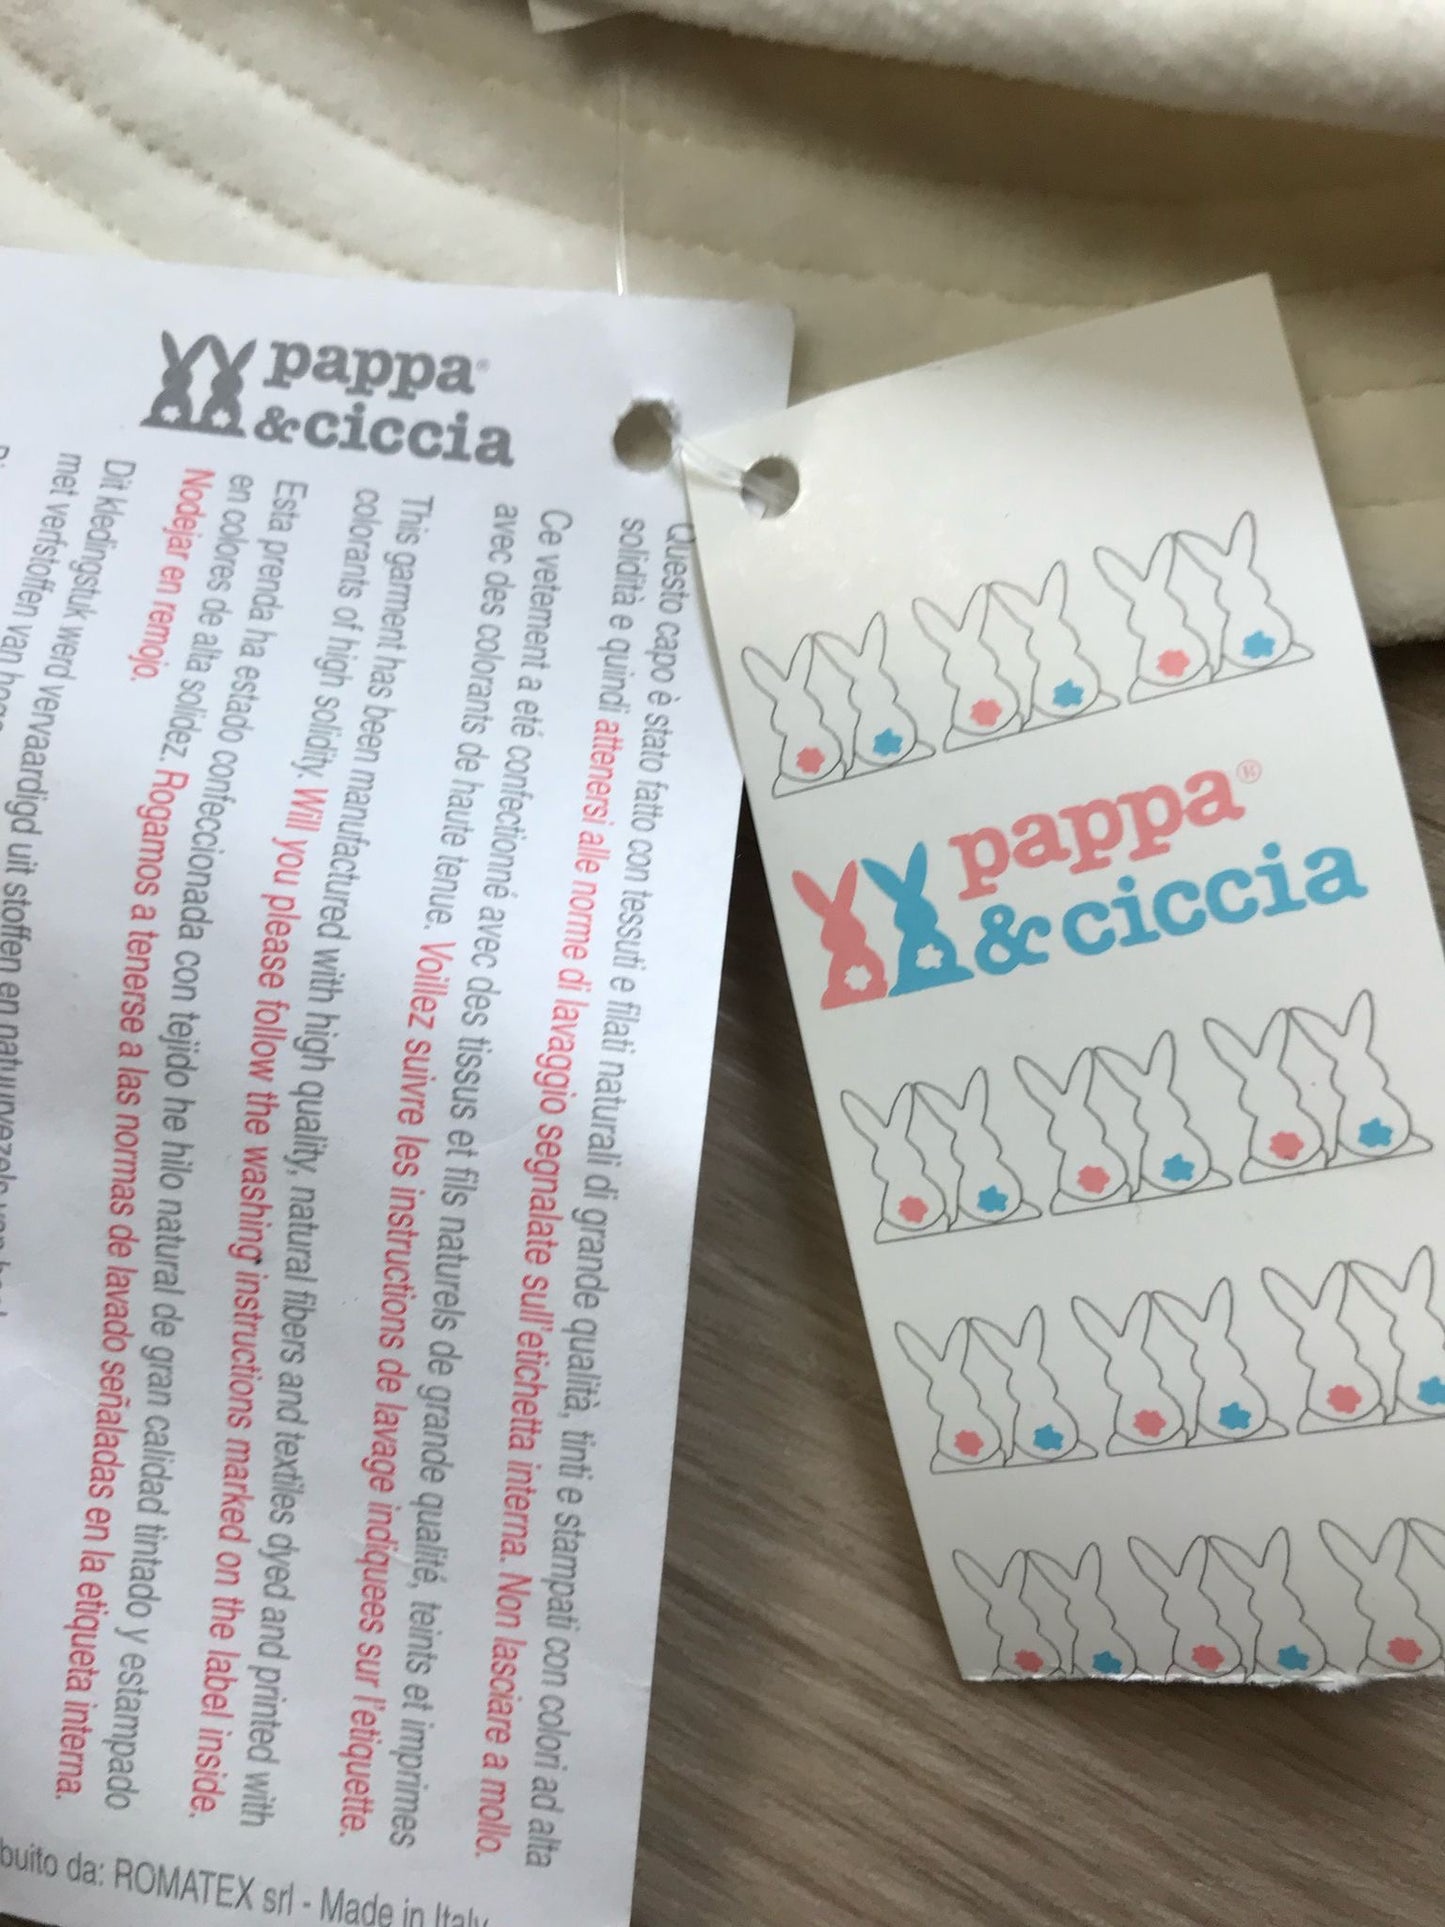 pappa
&ciccia
Questo capo è stato fatto con tessuti e filati naturali di grande qualità, tinti e stampati con colori ad alta
solidità e quindi attenersi alle norme di lavaggio segnalate sull'etichetta interna. Non lasciare a mollo.
Ce vetement a eté confectionné avec des tissus et fils naturels de grande qualité, teints et imprimes
avec des colorants de haute tenue. Voillez suivre les instructions de lavage indiquees sur l'etiquette.
This garment has been manufactured with high quality, natural fibers and textiles dyed and printed with
colorants of high solidity. Will you please follow the washing instructions marked on the label inside.
Esta prenda ha estado confeccionada con tejido he hilo natural de gran calidad tintado y estampado
en colores de alta solidez. Rogamos a tenerse a las normas de lavado señaladas en la etiqueta interna.
Nodejar en remojo.
Dit kledingstuk werd vervaardigd uit stoffen en natuurvezels
met verfstoffen van
buito da: ROMATEX srl - Made in Italy
pappa®
&ciccia